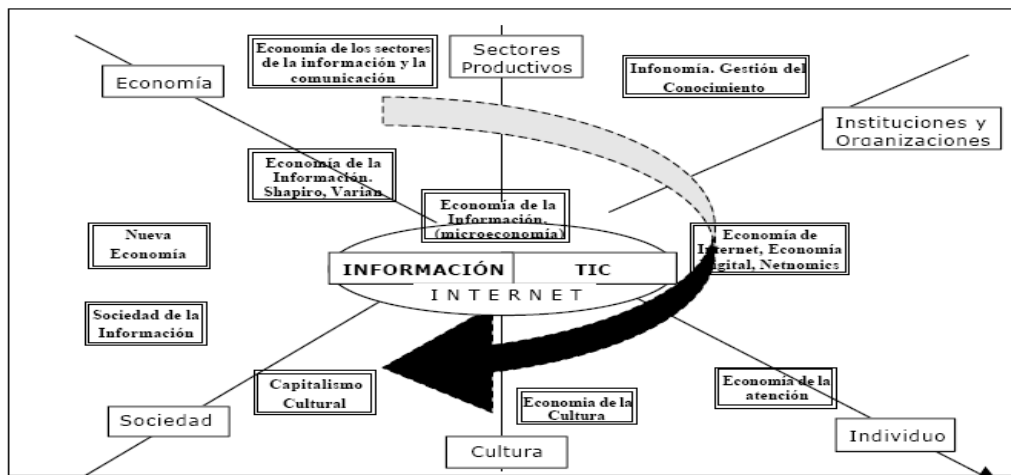 Economía de los sectores
de la información y la
comunicación
Sectores
Productivos
Infonomía. Gestión del
Conocimiento
Economía
Instituciones y
Organizaciones
Economía de la
Información.
Shapiro, Varian
Economía de la
Información.
(microeconomía)
Nueva
Economía
Economía de
Internet, Economía
Digital, Netnomics
INFORMACIÓN
TIC
INTERNET
Sociedad de la
Información
Capitalismo
Cultural
Economía de la
Cultura
Economía de la
atención
Sociedad
Cultura
Individuo